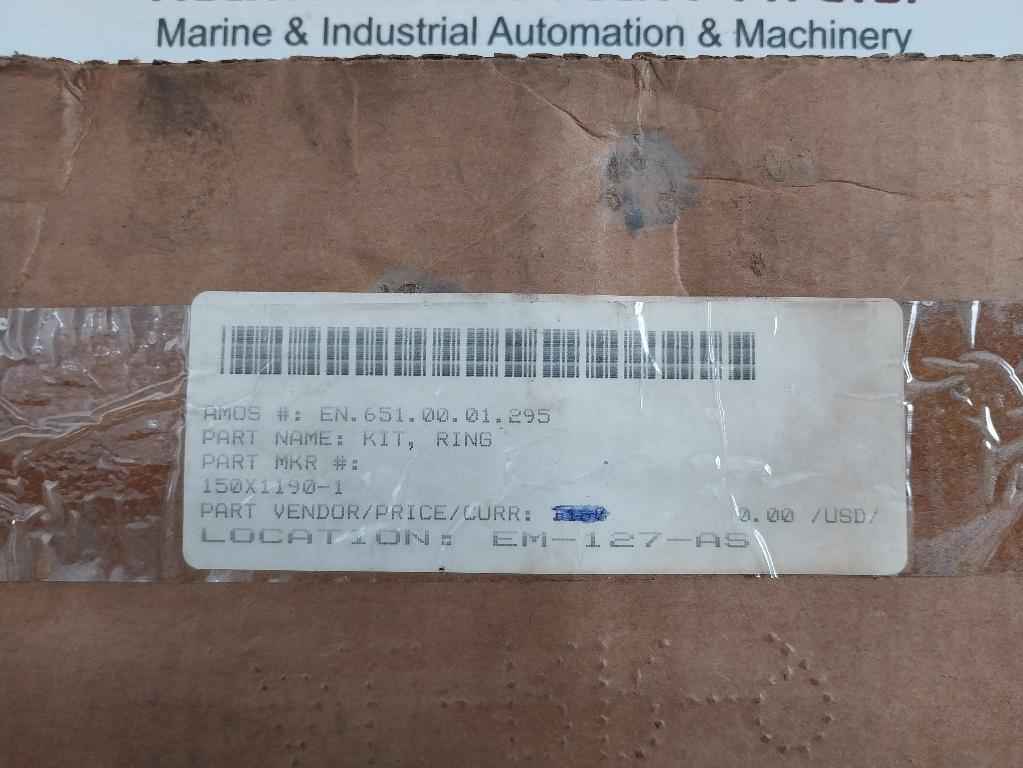 Marine & Industrial Automation & Machinery
AMOS #: EN.651.00.01.295
PART NAME: KIT, RING
PART MKR #:
150X1190-1
PART VENDOR/PRICE/CURR: 0.00 /USD/
LOCATION: EM-127-AS